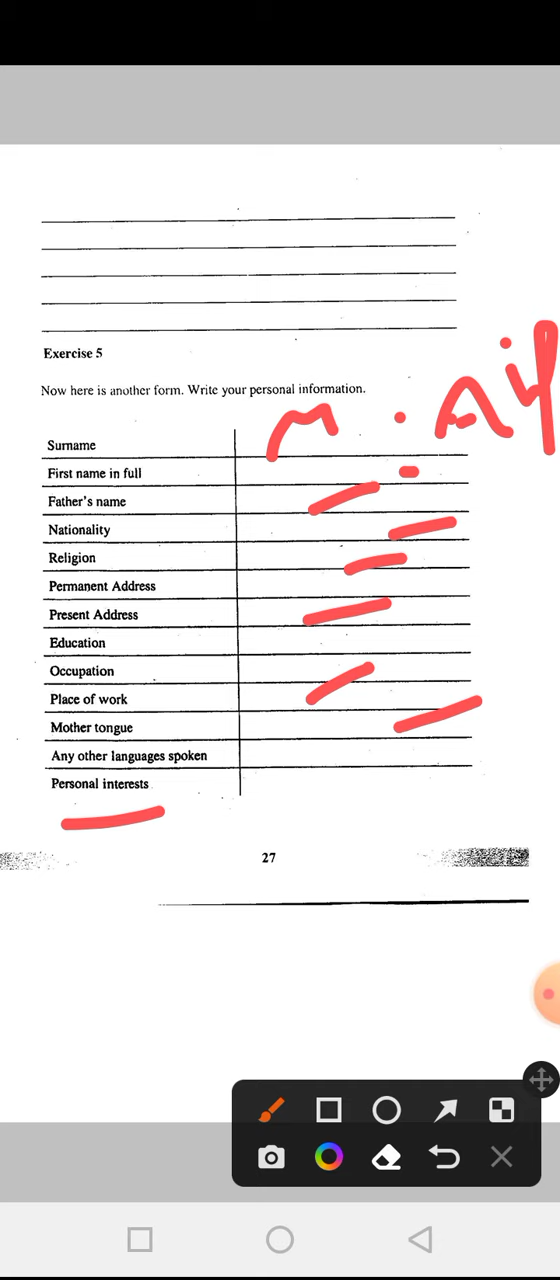 Exercise 5
Now here is another form. Write your personal information.
M . Aif
Surname
First name in full
Father's name
Nationality
Religion
Permanent Address
Present Address
Education
Occupation
Place of work
Mother tongue
Any other languages spoken
Personal interests
27